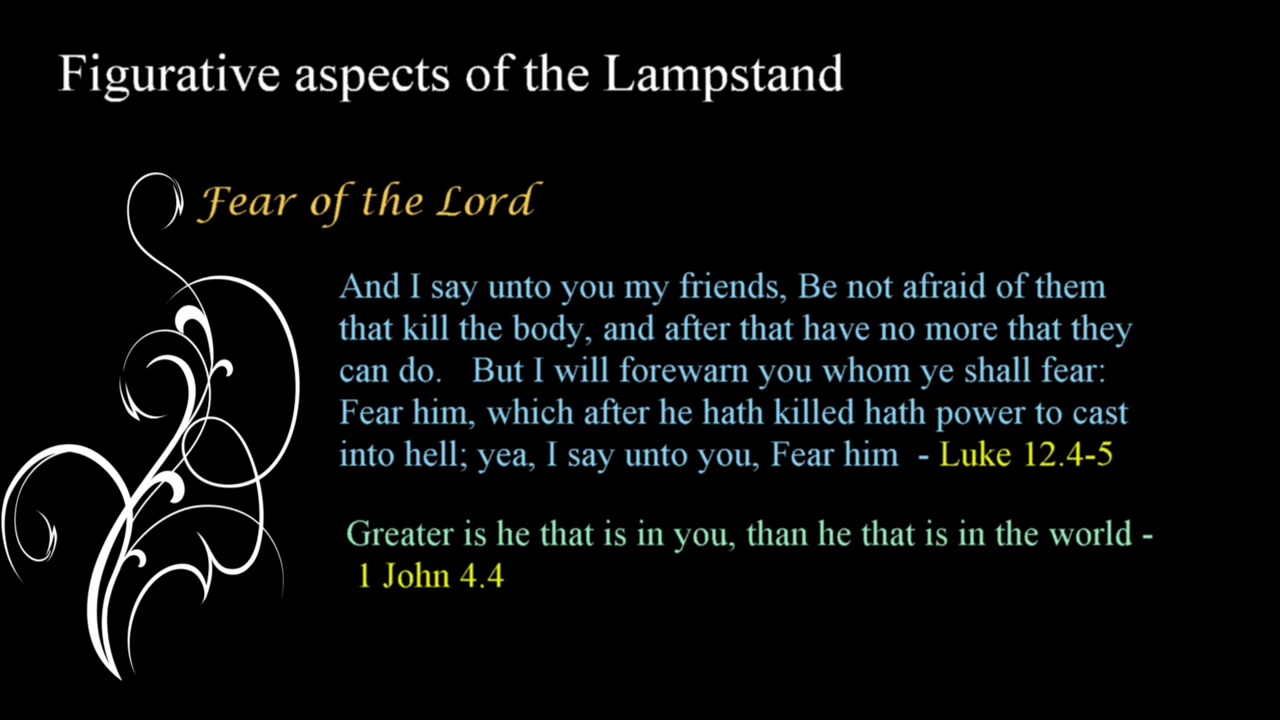 Figurative aspects of the Lampstand
Fear of the Lord
And I say unto you my friends, Be not afraid of them
that kill the body, and after that have no more that they
can do. But I will forewarn you whom ye shall fear:
Fear him, which after he hath killed hath power to cast
into hell; yea, I say unto you, Fear him - Luke 12.4-5
Greater is he that is in you, than he that is in the world -
1 John 4.4